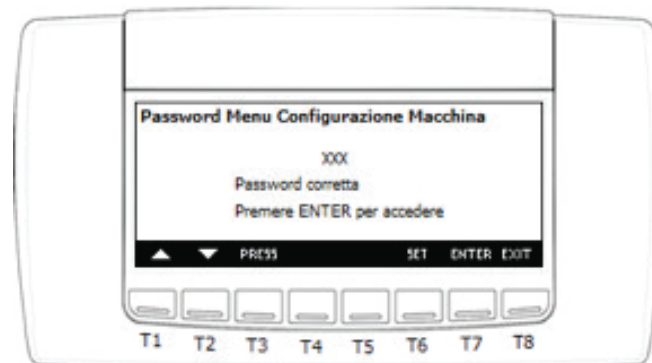 Password Menu Configurazione Macchina
XXX
Password corretta
Premere ENTER per accedere
PRESS SET ENTER EXIT
T1 T2 T3 T4 T5 T6 T7 T8